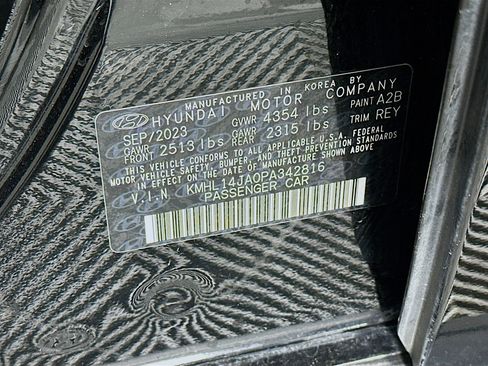 MANUFACTURED IN KOREA BY
HYUNDAI MOTOR COMPANY
SEP/2023 GVWR 4354 lbs PAINT A2B
GAWR FRONT 2513 lbs GAWR REAR 2315 lbs TRIM REY
THIS VEHICLE CONFORMS TO ALL APPLICABLE U.S.A. FEDERAL
MOTOR VEHICLE SAFETY, BUMPER, AND THEFT PREVENTION STANDARDS
IN EFFECT ON THE DATE OF MANUFACTURE SHOWN ABOVE.
V.I.N. KMHL14JA0PA342816
PASSENGER CAR